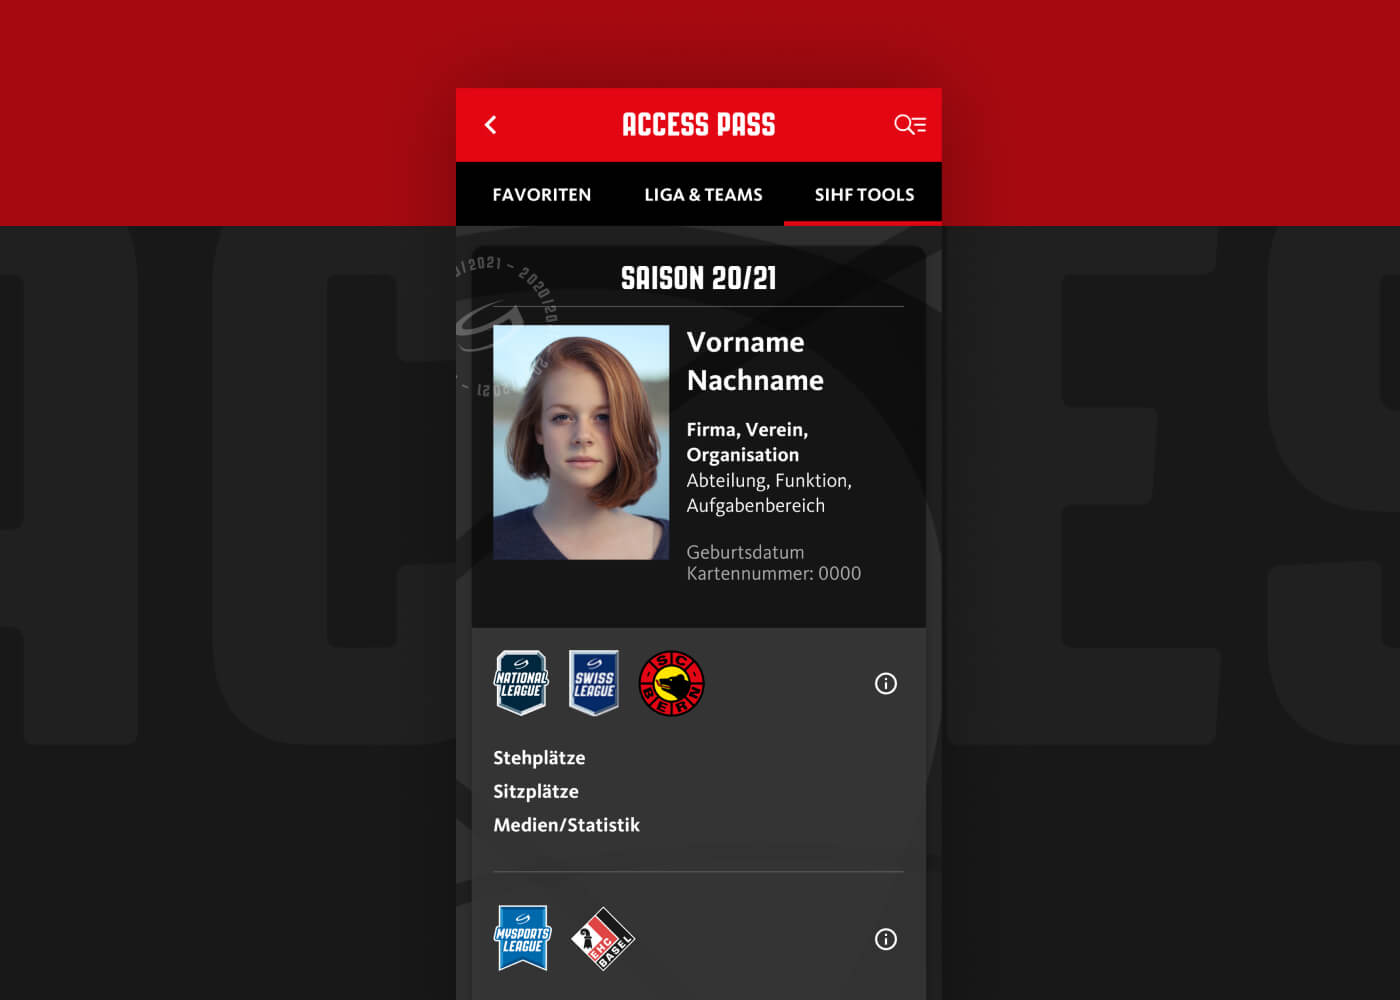 ACCESS PASS
FAVORITEN
LIGA & TEAMS
SIHF TOOLS
SAISON 20/21
Vorname
Nachname
Firma, Verein,
Organisation
Abteilung, Funktion,
Aufgabenbereich
Geburtsdatum
Kartennummer: 0000
NATIONAL
LEAGUE
SWISS
LEAGUE
SC
BERN
Stehplätze
Sitzplätze
Medien/Statistik
MYSPORTS
LEAGUE
EHC
BASEL